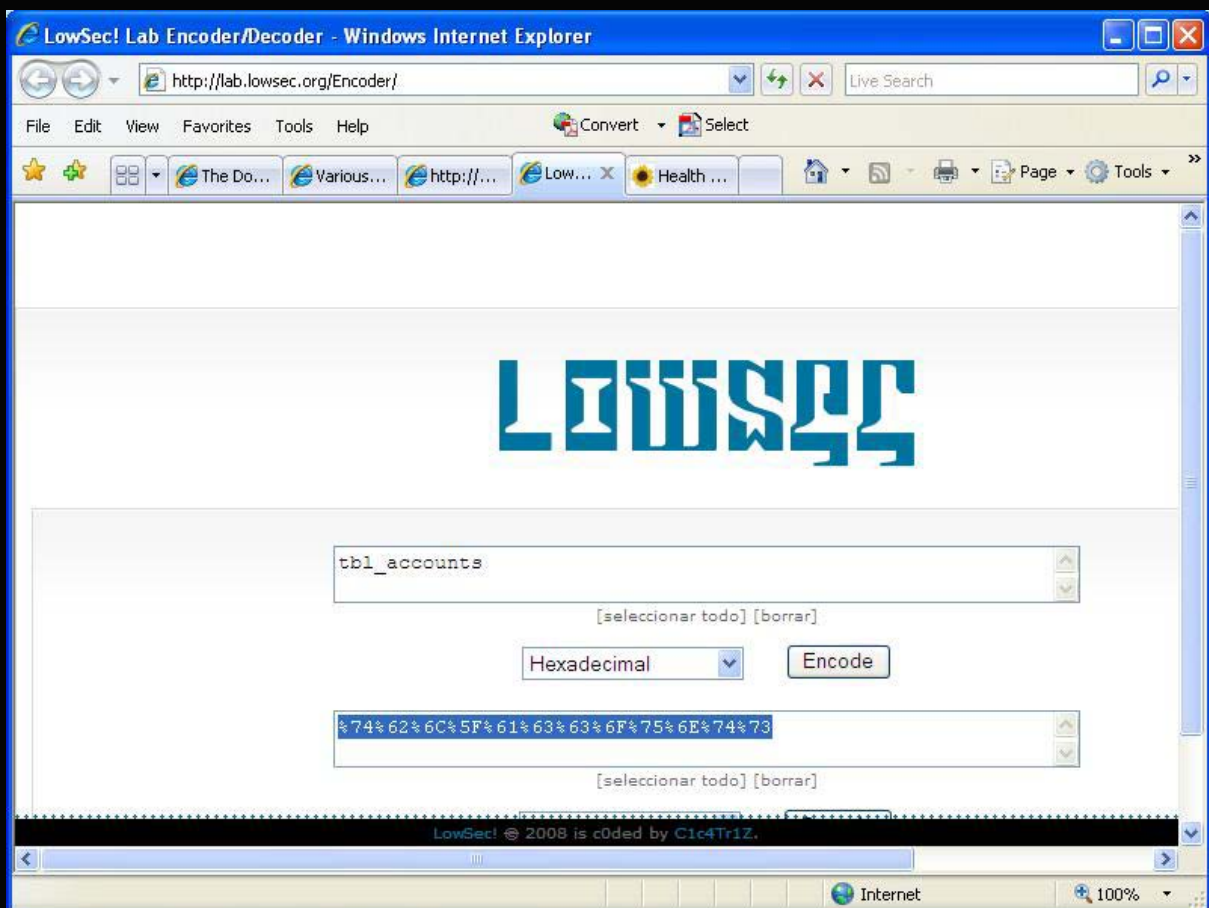 LowSec! Lab Encoder/Decoder - Windows Internet Explorer
http://lab.lowsec.org/Encoder/
Live Search
File Edit View Favorites Tools Help Convert Select
The Do... Various... http://... Low... Health ... Page Tools »
LOWSEC
tbl_accounts
[seleccionar todo] [borrar]
Hexadecimal Encode
%74%62%6C%5F%61%63%63%6F%75%6E%74%73
[seleccionar todo] [borrar]
LowSec! @ 2008 is c0ded by C1c4Tr1Z.
Internet 100%